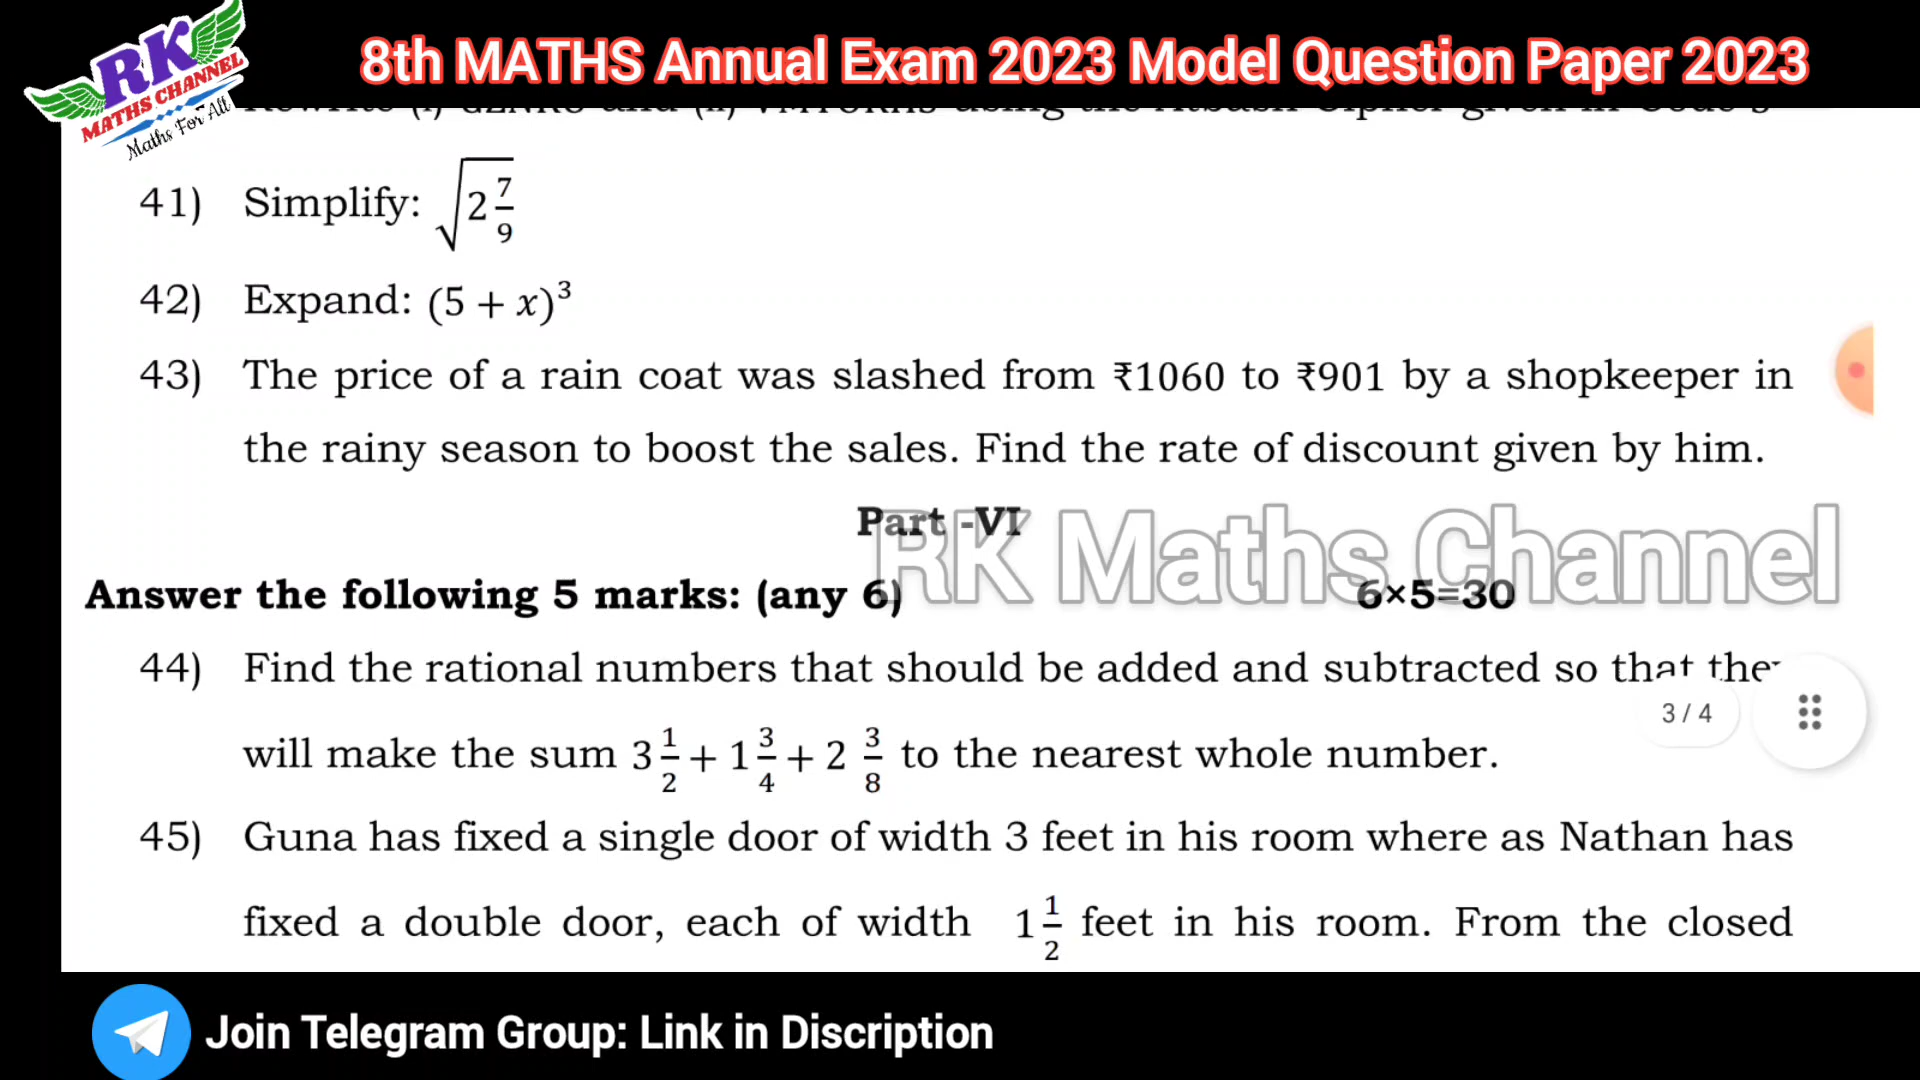 RK
MATHS CHANNEL
Maths For All
8th MATHS Annual Exam 2023 Model Question Paper 2023
41) Simplify: √2 7/9
42) Expand: (5 + x)³
43) The price of a rain coat was slashed from ₹1060 to ₹901 by a shopkeeper in
the rainy season to boost the sales. Find the rate of discount given by him.
Part -VI
RK Maths Channel
Answer the following 5 marks: (any 6) 6×5=30
44) Find the rational numbers that should be added and subtracted so that
3 / 4
will make the sum 3 1/2 + 1 3/4 + 2 3/8 to the nearest whole number.
45) Guna has fixed a single door of width 3 feet in his room where as Nathan has
fixed a double door, each of width 1 1/2 feet in his room. From the closed
Join Telegram Group: Link in Discription